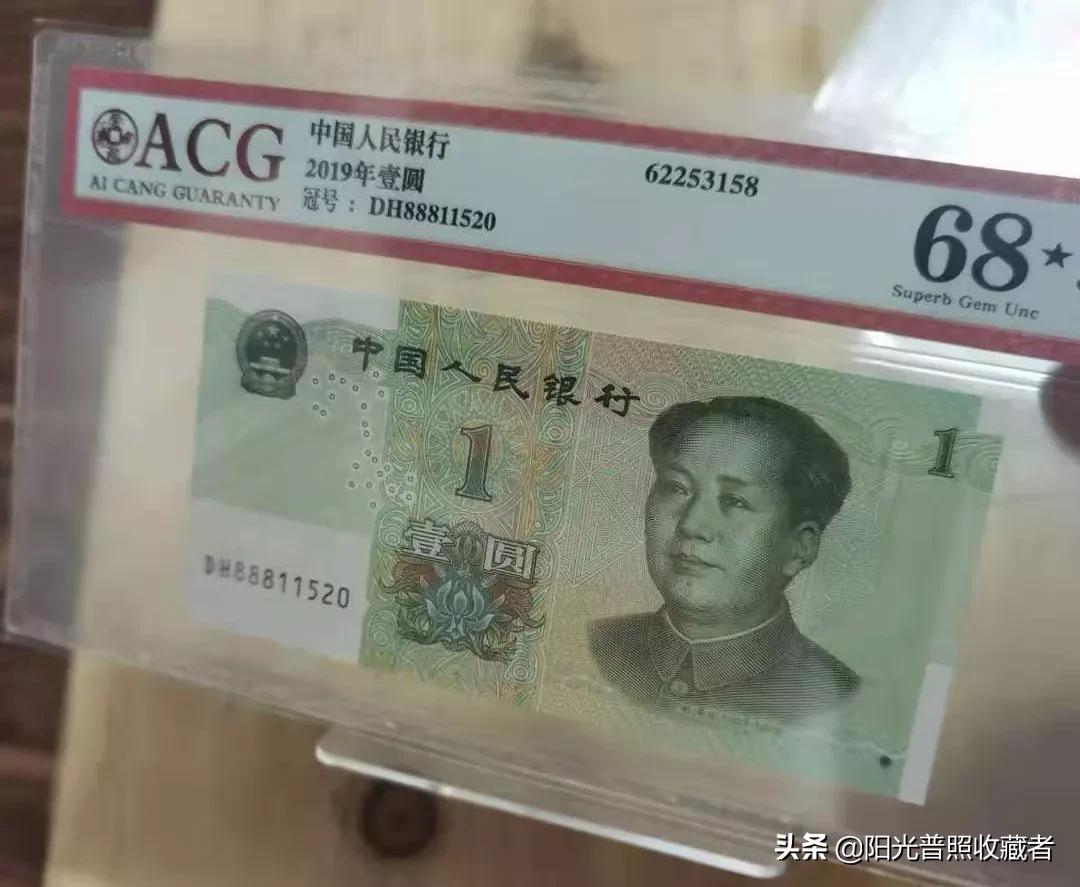 ACG
AI CANG GUARANTY
中国人民银行
2019年壹圆
冠号：DH88811520
62253158
68★
Superb Gem Unc
中国人民银行
1
壹圆
1
DH88811520
头条 @阳光普照收藏者